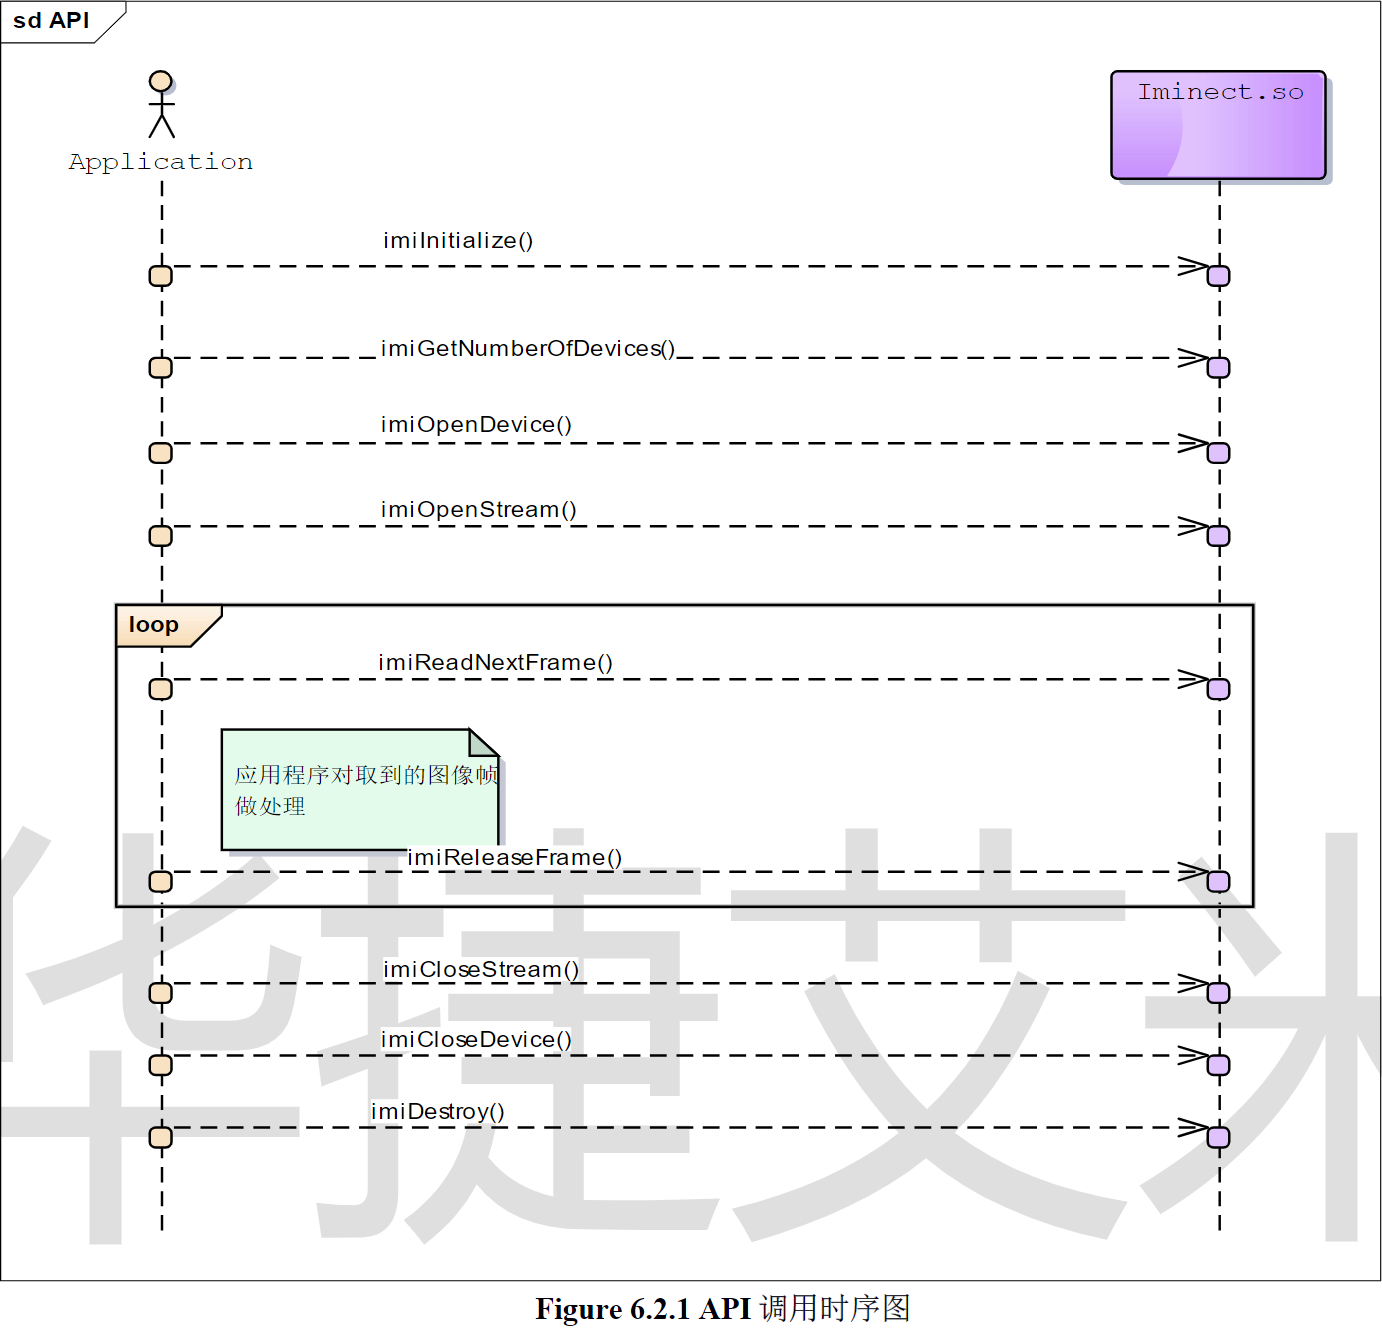 sd API
Application
Iminect.so
imiInitialize()
imiGetNumberOfDevices()
imiOpenDevice()
imiOpenStream()
loop
imiReadNextFrame()
应用程序对取到的图像帧
做处理
imiReleaseFrame()
imiCloseStream()
imiCloseDevice()
imiDestroy()
华捷艾米
Figure 6.2.1 API 调用时序图